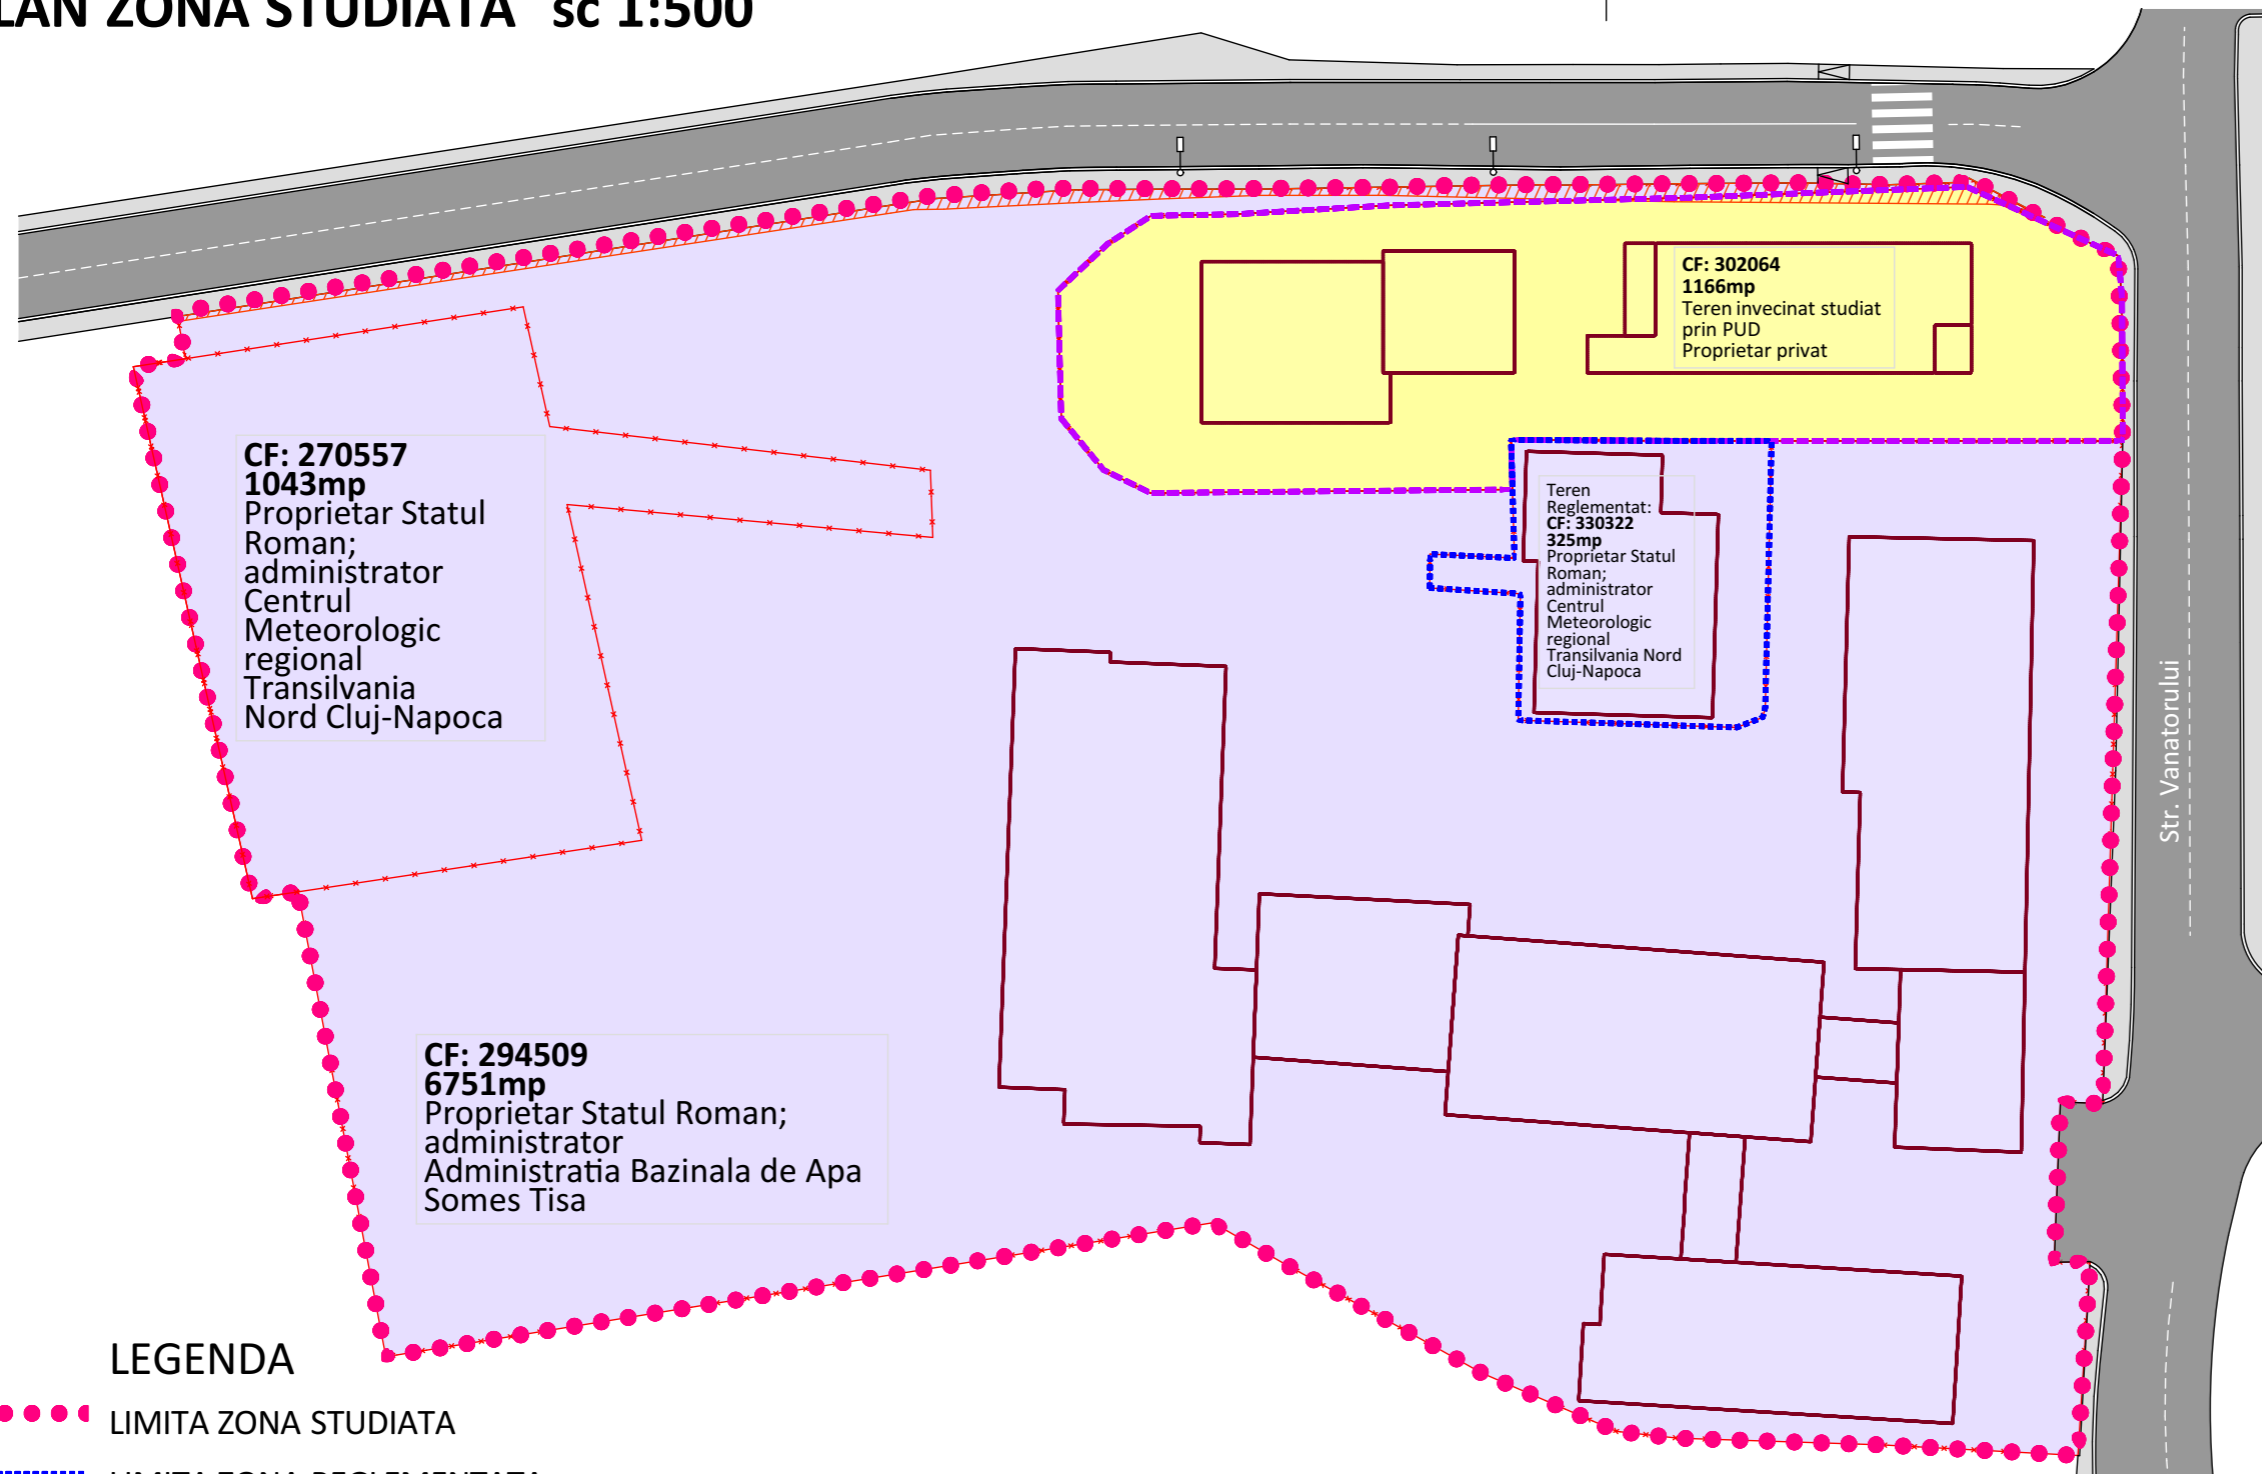 ZONA STUDIATA sc 1:500
CF: 302064
1166mp
Teren invecinat studiat
prin PUD
Proprietar privat
CF: 270557
1043mp
Proprietar Statul
Roman;
administrator
Centrul
Meteorologic
regional
Transilvania
Nord Cluj-Napoca
Teren
Reglementat:
CF: 330322
325mp
Proprietar Statul
Roman;
administrator
Centrul
Meteorologic
regional
Transilvania Nord
Cluj-Napoca
Str. Vanatorului
CF: 294509
6751mp
Proprietar Statul Roman;
administrator
Administratia Bazinala de Apa
Somes Tisa
LEGENDA
LIMITA ZONA STUDIATA
LIMITA ZONA REGLEMENTATA